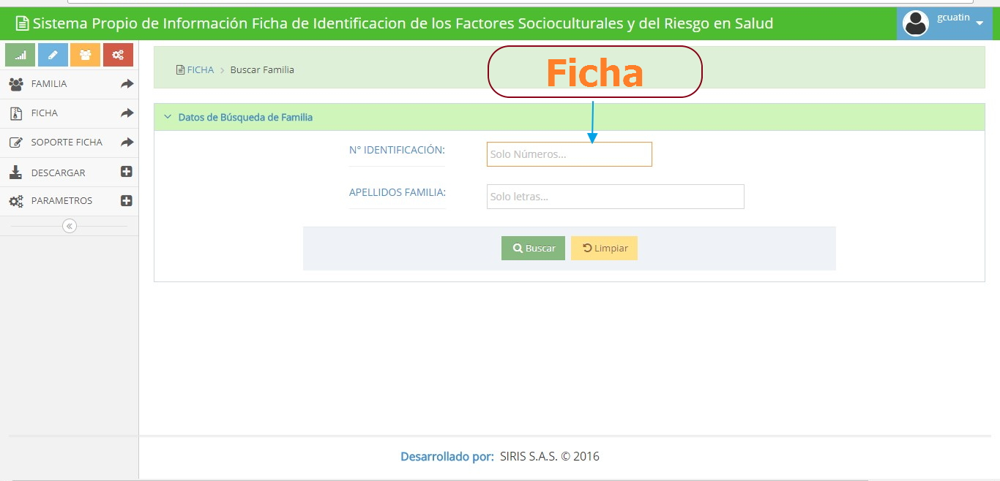 Sistema Propio de Información Ficha de Identificacion de los Factores Socioculturales y del Riesgo en Salud
gcuatin
FICHA > Buscar Familia
Ficha
FAMILIA
FICHA
SOPORTE FICHA
DESCARGAR
PARAMETROS
Datos de Búsqueda de Familia
N° IDENTIFICACIÓN:
Solo Números...
APELLIDOS FAMILIA:
Solo letras...
Buscar
Limpiar
Desarrollado por: SIRIS S.A.S. © 2016